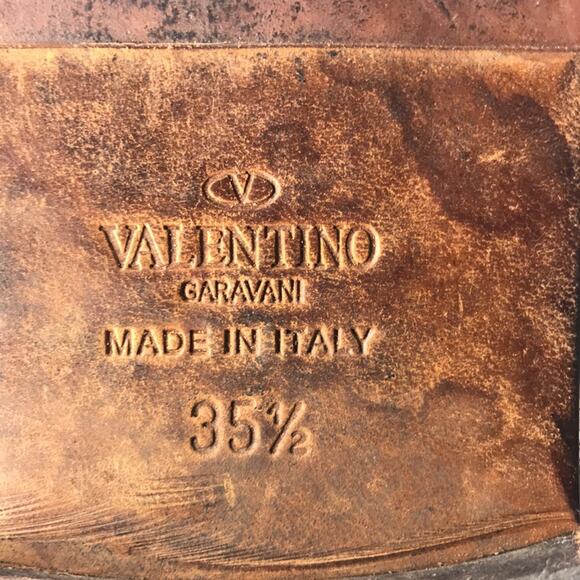 V
VALENTINO
GARAVANI
MADE IN ITALY
35½